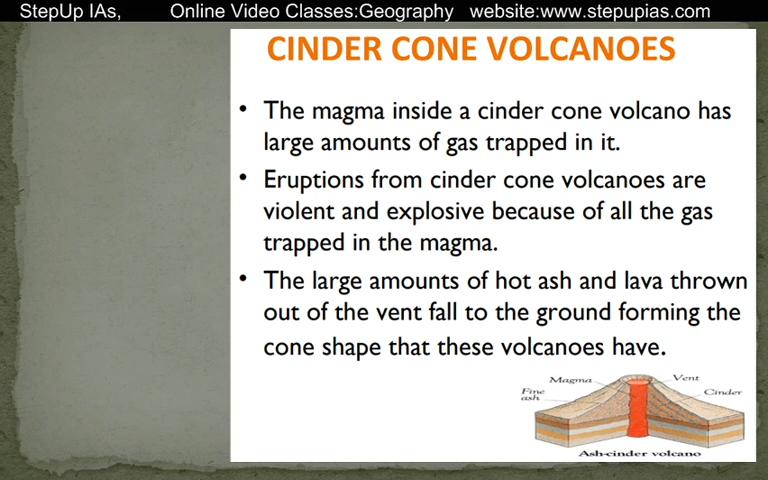 StepUp IAs, Online Video Classes:Geography website:www.stepupias.com
CINDER CONE VOLCANOES
• The magma inside a cinder cone volcano has
large amounts of gas trapped in it.
• Eruptions from cinder cone volcanoes are
violent and explosive because of all the gas
trapped in the magma.
• The large amounts of hot ash and lava thrown
out of the vent fall to the ground forming the
cone shape that these volcanoes have.
Magma Vent
Fine Cinder
ash
Ash-cinder volcano